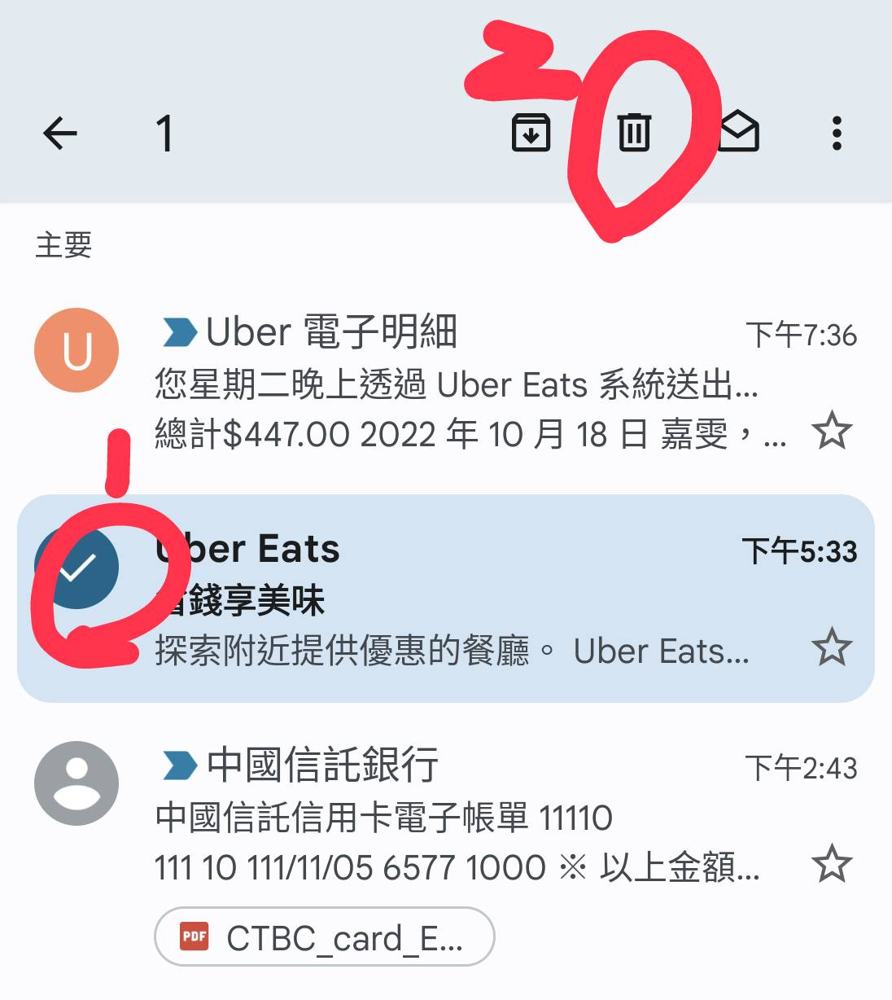 2
1
主要
U
Uber 電子明細
下午7:36
您星期二晚上透過 Uber Eats 系統送出...
總計$447.00 2022 年 10 月 18 日 嘉雯，...
1
Uber Eats
下午5:33
省錢享美味
探索附近提供優惠的餐廳。 Uber Eats...
中國信託銀行
下午2:43
中國信託信用卡電子帳單 11110
111 10 111/11/05 6577 1000 ※ 以上金額...
PDF CTBC_card_E...